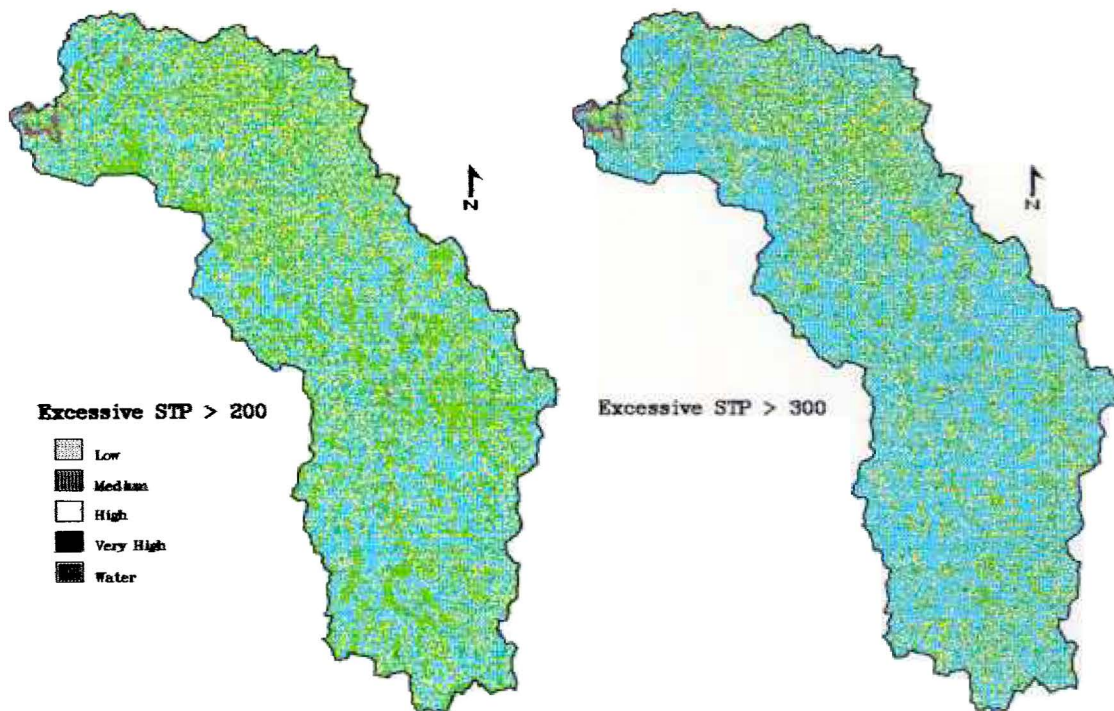 N
N
Excessive STP > 200
Excessive STP > 300
Low
Medium
High
Very High
Water